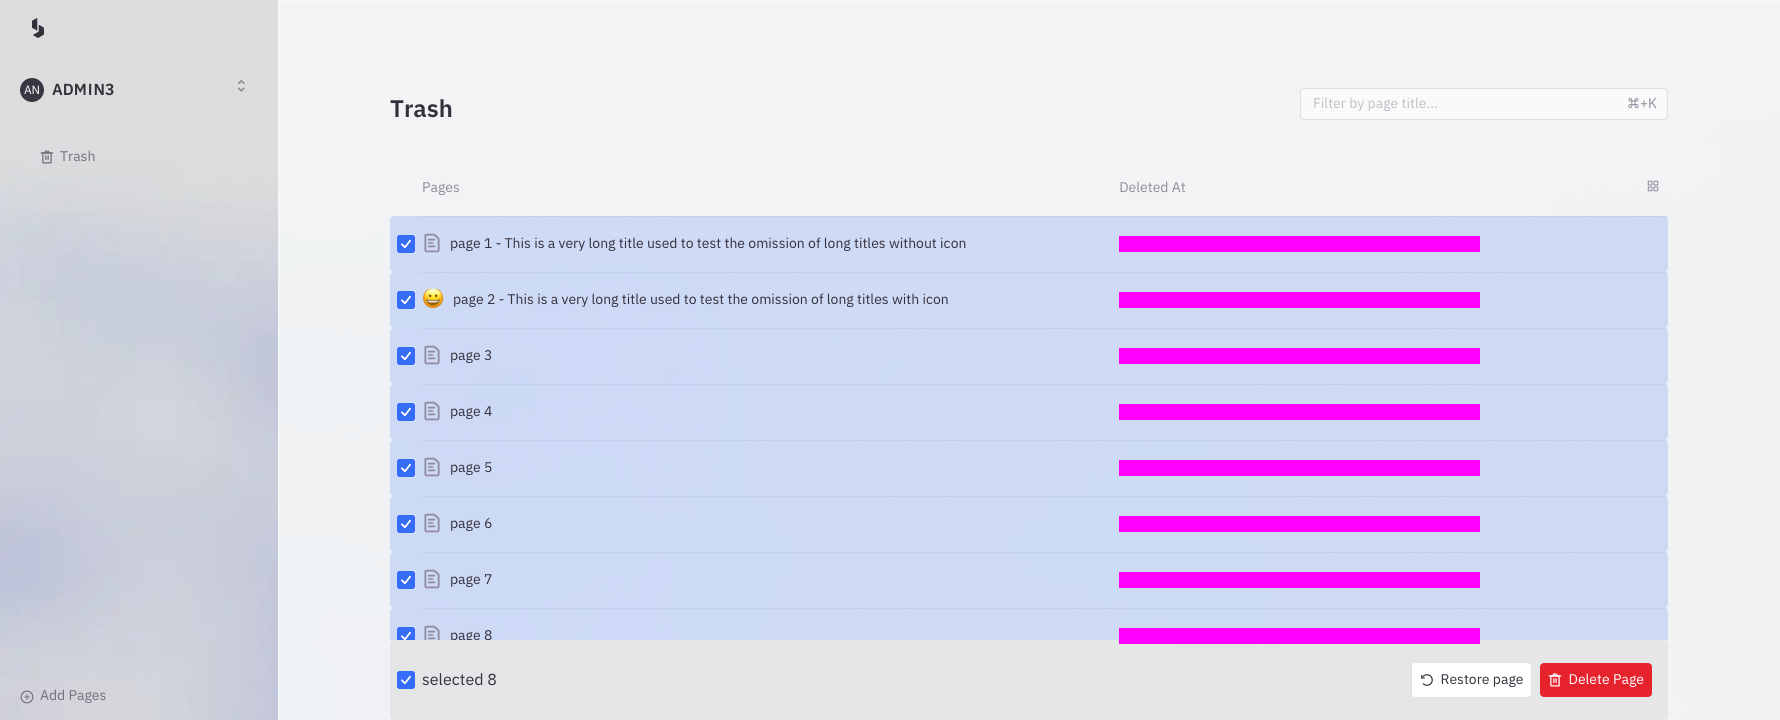 AN ADMIN3
Trash
Add Pages
Trash
Filter by page title... ⌘+K
Pages Deleted At
page 1 - This is a very long title used to test the omission of long titles without icon
page 2 - This is a very long title used to test the omission of long titles with icon
page 3
page 4
page 5
page 6
page 7
page 8
selected 8
Restore page
Delete Page